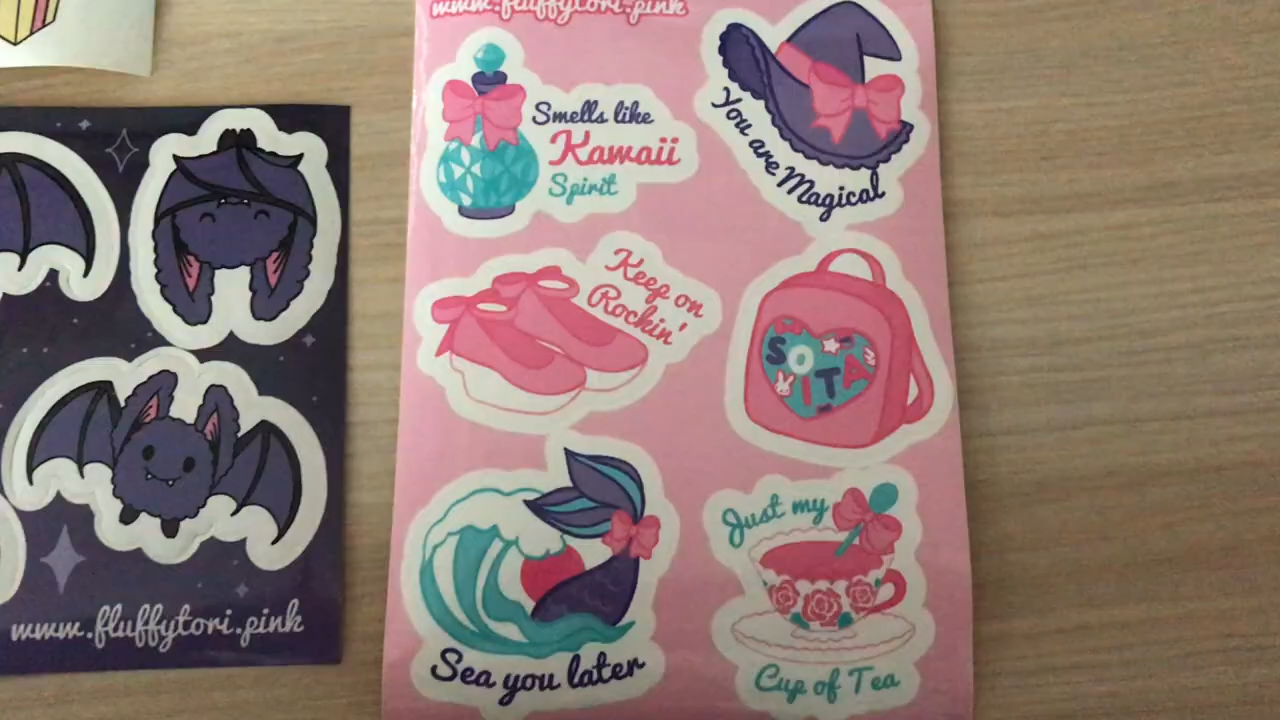 www.fluffytori.pink
Smells like
Kawaii
Spirit
You are Magical
Keep on
Rockin'
SO
ITA
Sea you later
Just my
Cup of Tea
www.fluffytori.pink